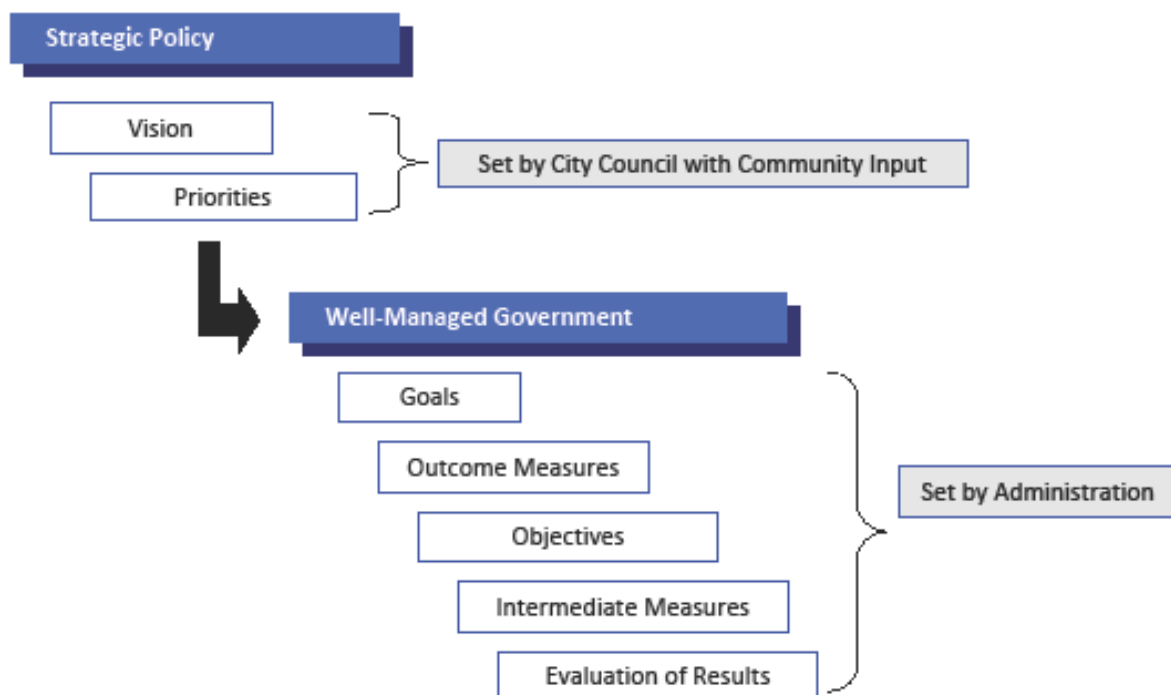 Strategic Policy
Vision
Set by City Council with Community Input
Priorities
Well-Managed Government
Goals
Outcome Measures
Set by Administration
Objectives
Intermediate Measures
Evaluation of Results